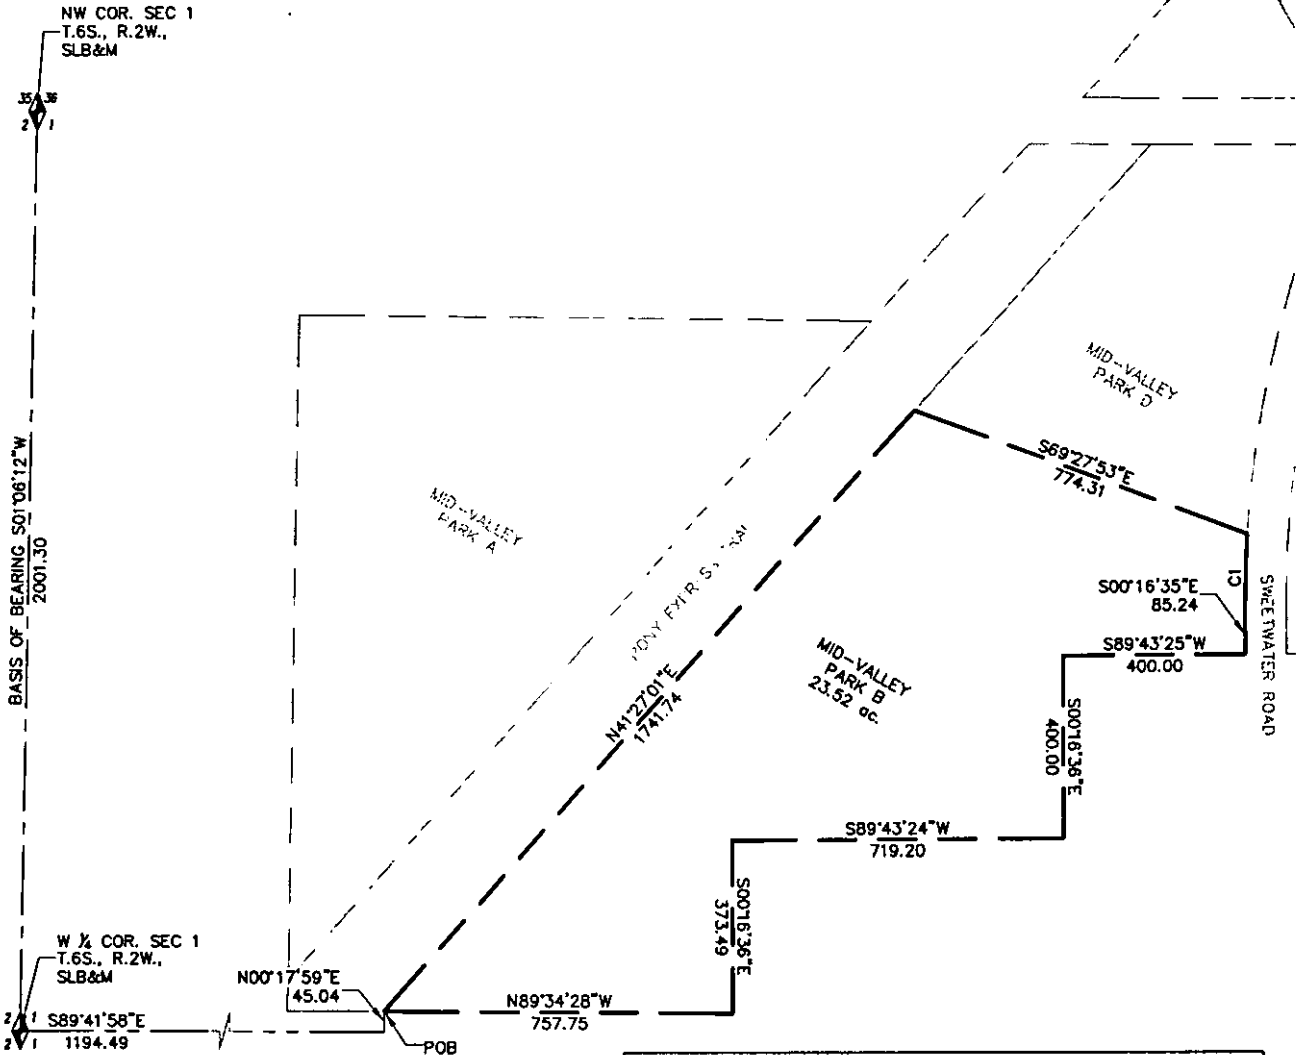 NW COR. SEC 1
T.6S., R.2W.,
SLB&M
35 36
2 1
BASIS OF BEARING S01°06'12"W
2001.30
MID-VALLEY
PARK A
MID-VALLEY
PARK D
S69°27'53"E
774.31
C1
S00°16'35"E
85.24
SWEETWATER ROAD
S89°43'25"W
400.00
N41°27'01"E
1741.74
MID-VALLEY
PARK B
23.52 ac.
S00°16'36"E
400.00
S89°43'24"W
719.20
S00°16'36"E
373.49
W ¼ COR. SEC 1
T.6S., R.2W.,
SLB&M
N00°17'59"E
45.04
N89°34'28"W
757.75
2 1
2 1
S89°41'58"E
1194.49
POB